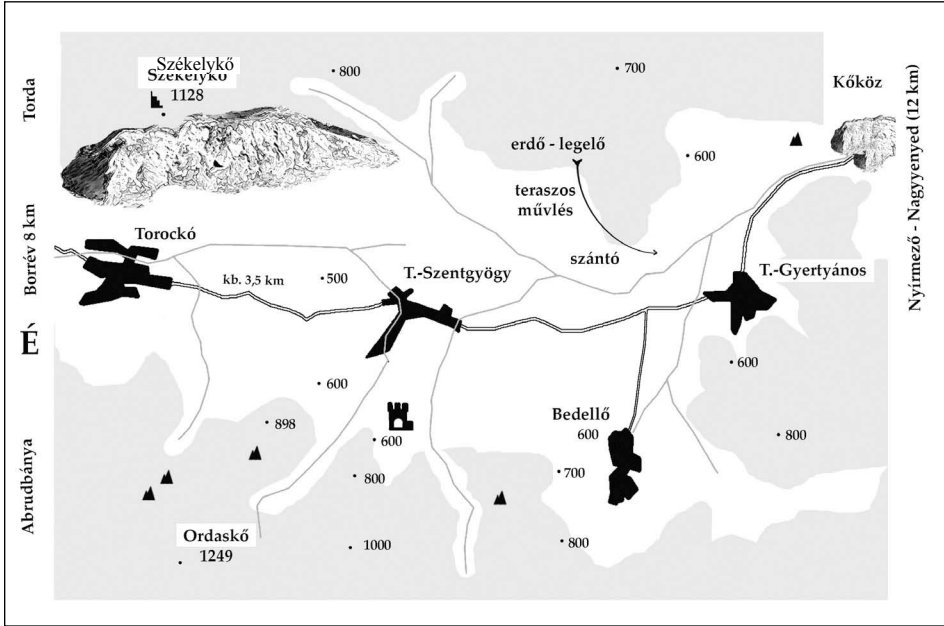 Székelykő
Székelykő
1128
800
700
Kőköz
erdő - legelő
600
teraszos
művlés
szántó
Torockó
kb. 3,5 km
500
T.-Szentgyögy
T.-Gyertyános
600
600
898
600
800
Bedellő
600
700
800
Ordaskő
1249
1000
800
Torda
Borrév 8 km
É
Abrudbánya
Nyírmező - Nagyenyed (12 km)